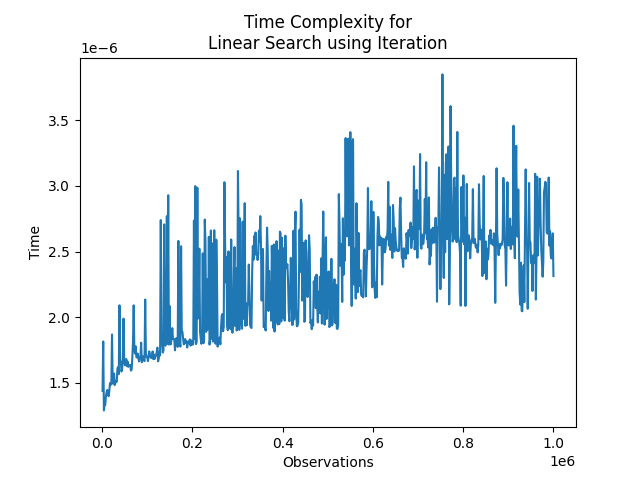 Time Complexity for
Linear Search using Iteration
1e−6
3.5
3.0
2.5
2.0
1.5
Time
0.0 0.2 0.4 0.6 0.8 1.0
Observations
1e6